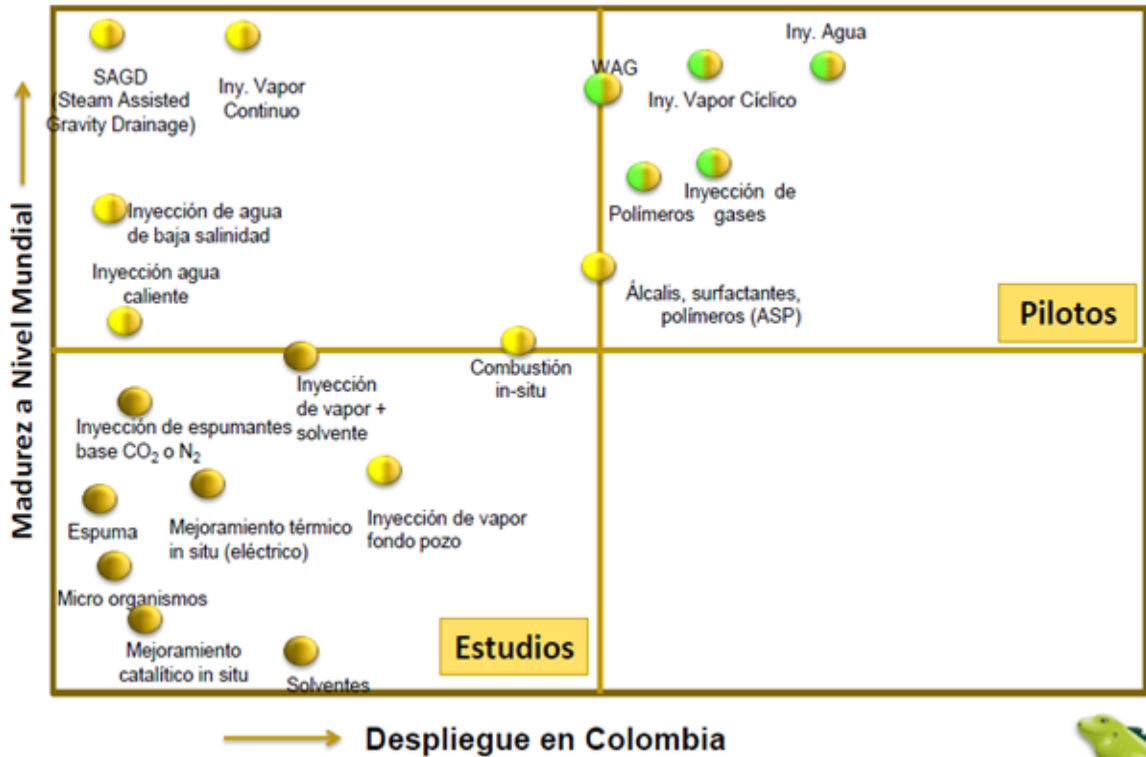 Madurez a Nivel Mundial
SAGD
(Steam Assisted
Gravity Drainage)
Iny. Vapor
Continuo
WAG
Iny. Vapor Cíclico
Iny. Agua
Inyección de agua
de baja salinidad
Polímeros
Inyección de
gases
Inyección agua
caliente
Álcalis, surfactantes,
polímeros (ASP)
Pilotos
Combustión
in-situ
Inyección
de vapor +
solvente
Inyección de espumantes
base CO₂ o N₂
Espuma
Mejoramiento térmico
in situ (eléctrico)
Inyección de vapor
fondo pozo
Micro organismos
Mejoramiento
catalítico in situ
Solventes
Estudios
Despliegue en Colombia